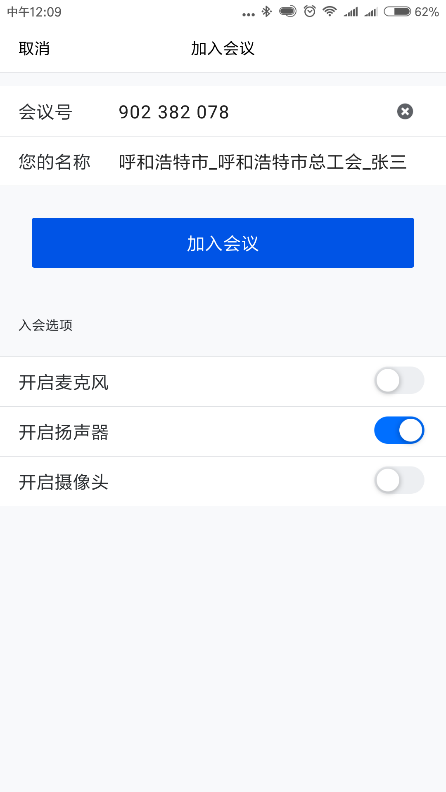 中午12:09
62%
取消
加入会议
会议号
902 382 078
您的名称
呼和浩特市_呼和浩特市总工会_张三
加入会议
入会选项
开启麦克风
开启扬声器
开启摄像头